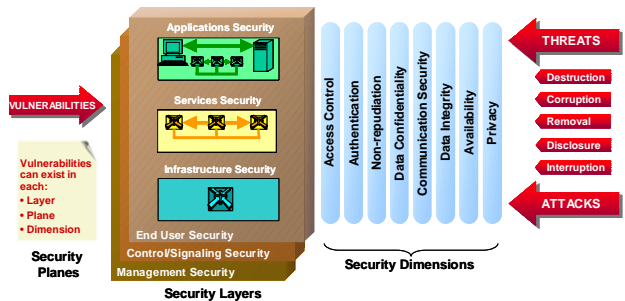 Applications Security
Services Security
Infrastructure Security
End User Security
Control/Signaling Security
Management Security
VULNERABILITIES
Vulnerabilities
can exist in
each:
• Layer
• Plane
• Dimension
Security
Planes
Security Layers
Access Control
Authentication
Non-repudiation
Data Confidentiality
Communication Security
Data Integrity
Availability
Privacy
Security Dimensions
THREATS
Destruction
Corruption
Removal
Disclosure
Interruption
ATTACKS